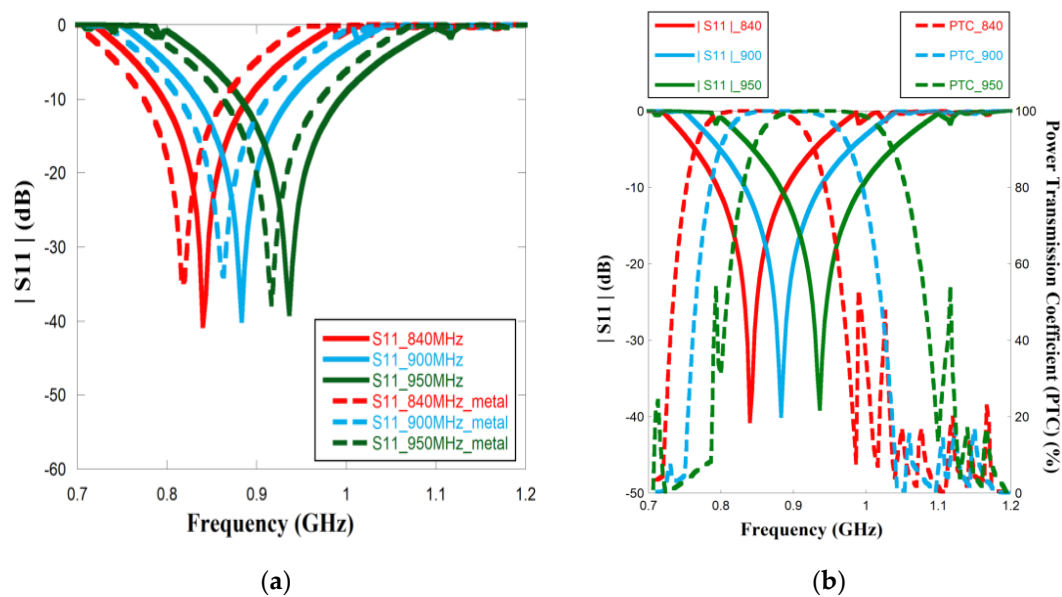 0
-10
-20
-30
-40
-50
-60
| S11 | (dB)
S11_840MHz
S11_900MHz
S11_950MHz
S11_840MHz_metal
S11_900MHz_metal
S11_950MHz_metal
0.7 0.8 0.9 1 1.1 1.2
Frequency (GHz)
(a)
| S11 |_840
| S11 |_900
| S11 |_950
PTC_840
PTC_900
PTC_950
0
-10
-20
-30
-40
-50
| S11 | (dB)
100
80
60
40
20
0
Power Transmission Coefficient (PTC) (%)
0.7 0.8 0.9 1 1.1 1.2
Frequency (GHz)
(b)